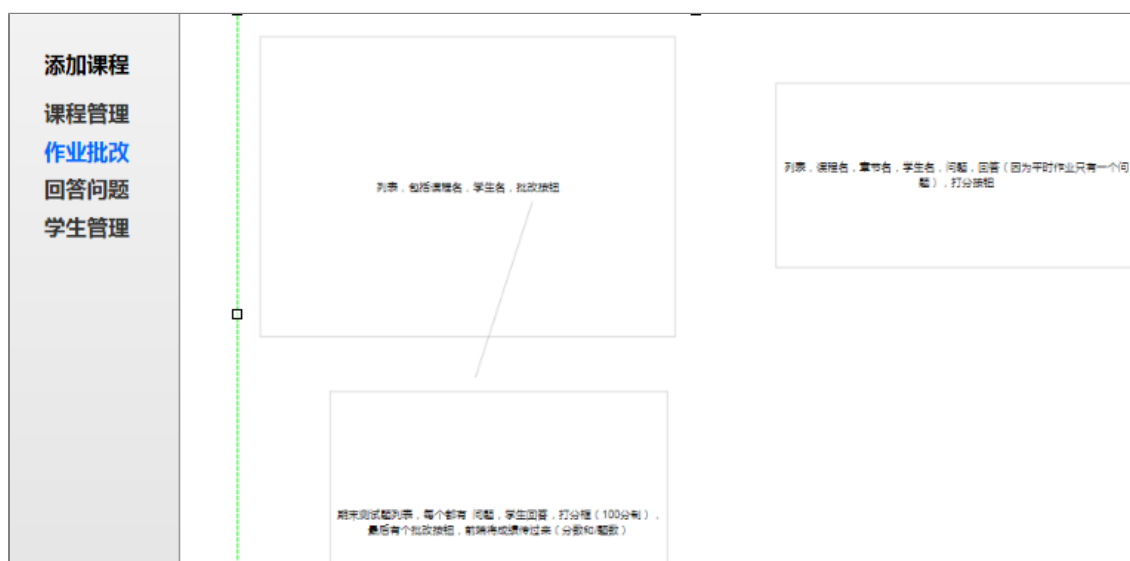 添加课程
课程管理
作业批改
回答问题
学生管理
列表，包括课程名，学生名，批改按钮
列表，课程名，章节名，学生名，问题，回答（因为平时作业只有一个问
题），打分按钮
期末测试题列表，每个都有 问题，学生回答，打分框（100分制），
最后有个批改按钮，前端将成绩传过来（分数和/题数）